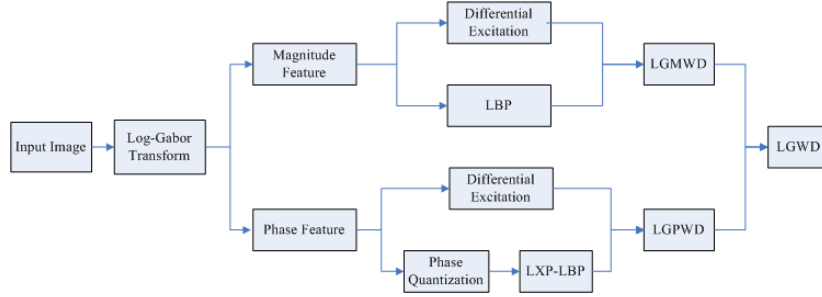 Input Image
Log-Gabor
Transform
Magnitude
Feature
Differential
Excitation
LBP
LGMWD
Phase Feature
Differential
Excitation
Phase
Quantization
LXP-LBP
LGPWD
LGWD